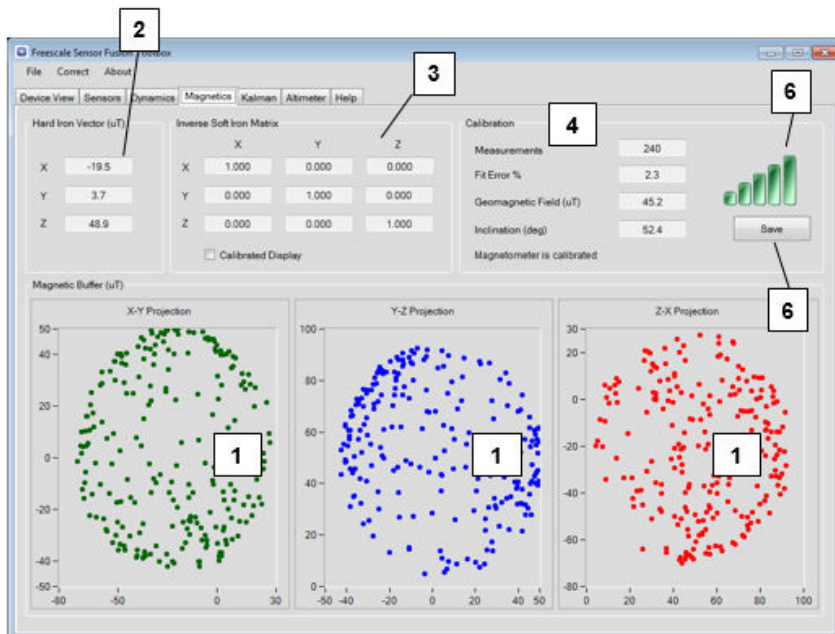 2
Freescale Sensor Fusion Toolbox
File Correct About
Device View Sensors Dynamics Magnetics Kalman Altimeter Help
3
6
Hard Iron Vector (uT)
X -19.5
Y 3.7
Z 48.9
Inverse Soft Iron Matrix
X Y Z
X 1.000 0.000 0.000
Y 0.000 1.000 0.000
Z 0.000 0.000 1.000
Calibrated Display
Calibration
4
Measurements 240
Fit Error % 2.3
Geomagnetic Field (uT) 45.2
Inclination (deg) 52.4
Magnetometer is calibrated
Save
6
Magnetic Buffer (uT)
X-Y Projection
50
40
20
0
-20
-40
-50
-80 -50 0 30
1
Y-Z Projection
100
80
60
40
20
0
-50 -40 -20 0 20 40 50
1
Z-X Projection
30
20
0
-20
-40
-60
-80
0 20 40 60 80 100
1